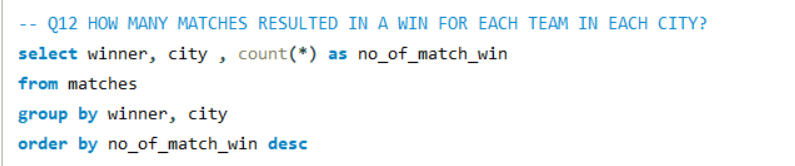 -- Q12 HOW MANY MATCHES RESULTED IN A WIN FOR EACH TEAM IN EACH CITY?
select winner, city , count(*) as no_of_match_win
from matches
group by winner, city
order by no_of_match_win desc